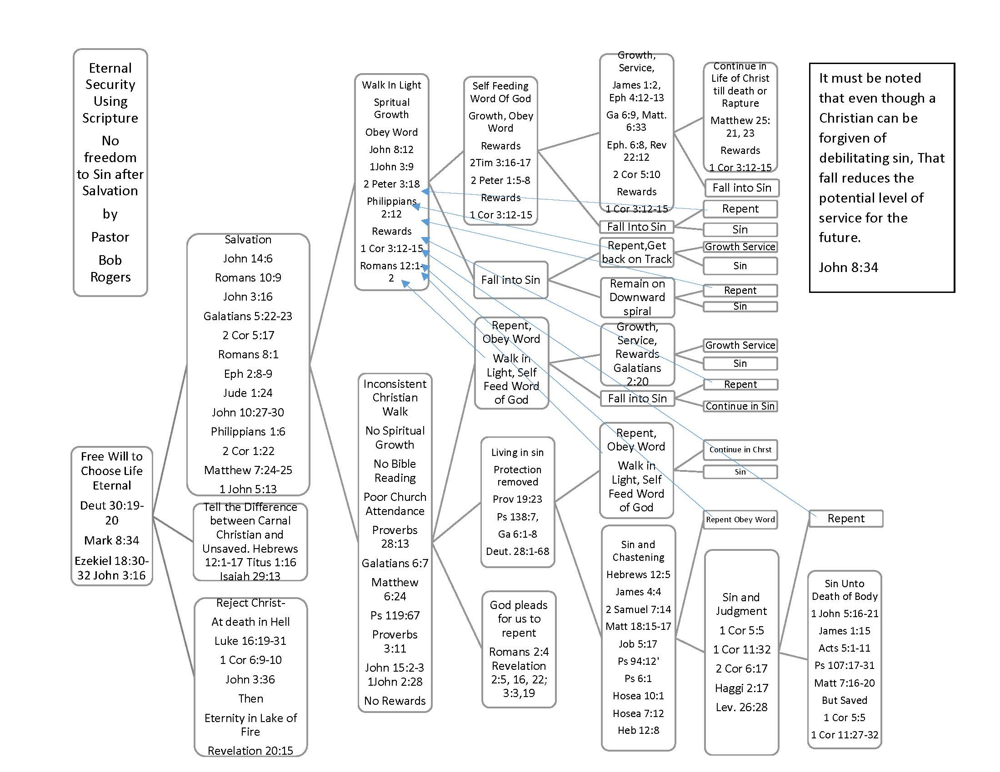 Eternal
Security
Using
Scripture
No
freedom
to Sin after
Salvation
by
Pastor
Bob
Rogers
Free Will to
Choose Life
Eternal
Deut 30:19-
20
Mark 8:34
Ezekiel 18:30-
32 John 3:16
Salvation
John 14:6
Romans 10:9
John 3:16
Galatians 5:22-23
2 Cor 5:17
Romans 8:1
Eph 2:8-9
Jude 1:24
John 10:27-30
Philippians 1:6
2 Cor 1:22
Matthew 7:24-25
1 John 5:13
Tell the Difference
between Carnal
Christian and
Unsaved. Hebrews
12:1-17 Titus 1:16
Isaiah 29:13
Reject Christ-
At death in Hell
Luke 16:19-31
1 Cor 6:9-10
John 3:36
Then
Eternity in Lake of
Fire
Revelation 20:15
Walk In Light
Spritual
Growth
Obey Word
John 8:12
1John 3:9
2 Peter 3:18
Philippians
2:12
Rewards
1 Cor 3:12-15
Romans 12:1-
2
Inconsistent
Christian
Walk
No Spiritual
Growth
No Bible
Reading
Poor Church
Attendance
Proverbs
28:13
Galatians 6:7
Matthew
6:24
Ps 119:67
Proverbs
3:11
John 15:2-3
1John 2:28
No Rewards
Self Feeding
Word Of God
Growth, Obey
Word
Rewards
2Tim 3:16-17
2 Peter 1:5-8
Rewards
1 Cor 3:12-15
Fall into Sin
Repent,
Obey Word
Walk in
Light, Self
Feed Word
of God
Living in sin
Protection
removed
Prov 19:23
Ps 138:7,
Ga 6:1-8
Deut. 28:1-68
God pleads
for us to
repent
Romans 2:4
Revelation
2:5, 16, 22;
3:3,19
Growth,
Service,
James 1:2,
Eph 4:12-13
Ga 6:9, Matt.
6:33
Eph. 6:8, Rev
22:12
2 Cor 5:10
Rewards
1 Cor 3:12-15
Fall Into Sin
Repent,Get
back on Track
Remain on
Downward
spiral
Growth,
Service,
Rewards
Galatians
2:20
Fall into Sin
Repent,
Obey Word
Walk in
Light, Self
Feed Word
of God
Sin and
Chastening
Hebrews 12:5
James 4:4
2 Samuel 7:14
Matt 18:15-17
Job 5:17
Ps 94:12'
Ps 6:1
Hosea 10:1
Hosea 7:12
Heb 12:8
Continue in
Life of Christ
till death or
Rapture
Matthew 25:
21, 23
Rewards
1 Cor 3:12-15
Fall into Sin
Repent
Sin
Growth Service
Sin
Repent
Sin
Growth Service
Sin
Repent
Continue in Sin
Continue in Chrst
Sin
Repent Obey Word
Sin and
Judgment
1 Cor 5:5
1 Cor 11:32
2 Cor 6:17
Haggi 2:17
Lev. 26:28
It must be noted
that even though a
Christian can be
forgiven of
debilitating sin, That
fall reduces the
potential level of
service for the
future.
John 8:34
Repent
Sin Unto
Death of Body
1 John 5:16-21
James 1:15
Acts 5:1-11
Ps 107:17-31
Matt 7:16-20
But Saved
1 Cor 5:5
1 Cor 11:27-32